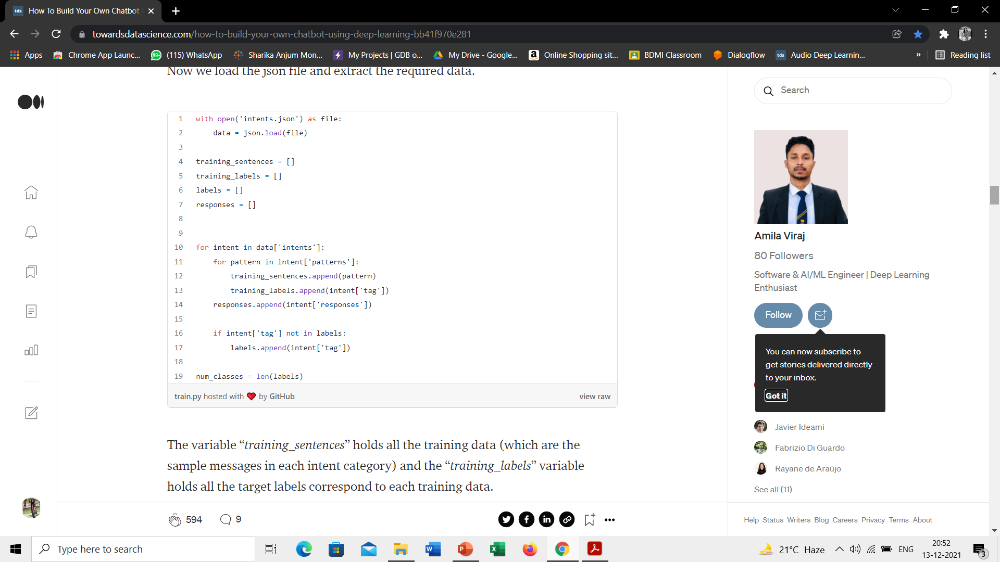 tds How To Build Your Own Chatbot
towardsdatascience.com/how-to-build-your-own-chatbot-using-deep-learning-bb41f970e281
Apps Chrome App Launc... 99+ (115) WhatsApp Sharika Anjum Mon... My Projects | GDB o... My Drive - Google... Online Shopping sit... BDMI Classroom Dialogflow tds Audio Deep Learnin... » Reading list
Now we load the json file and extract the required data.
1 with open('intents.json') as file:
2     data = json.load(file)
3
4 training_sentences = []
5 training_labels = []
6 labels = []
7 responses = []
8
9
10 for intent in data['intents']:
11     for pattern in intent['patterns']:
12         training_sentences.append(pattern)
13         training_labels.append(intent['tag'])
14     responses.append(intent['responses'])
15
16     if intent['tag'] not in labels:
17         labels.append(intent['tag'])
18
19 num_classes = len(labels)
train.py hosted with ❤ by GitHub view raw
The variable “training_sentences” holds all the training data (which are the
sample messages in each intent category) and the “training_labels” variable
holds all the target labels correspond to each training data.
594 9
Search
Amila Viraj
80 Followers
Software & AI/ML Engineer | Deep Learning
Enthusiast
Follow
You can now subscribe to
get stories delivered directly
to your inbox.
Got it
Javier Ideami
Fabrizio Di Guardo
Rayane de Araújo
See all (11)
Help Status Writers Blog Careers Privacy Terms About
Type here to search
21°C Haze ENG
20:52
13-12-2021
3